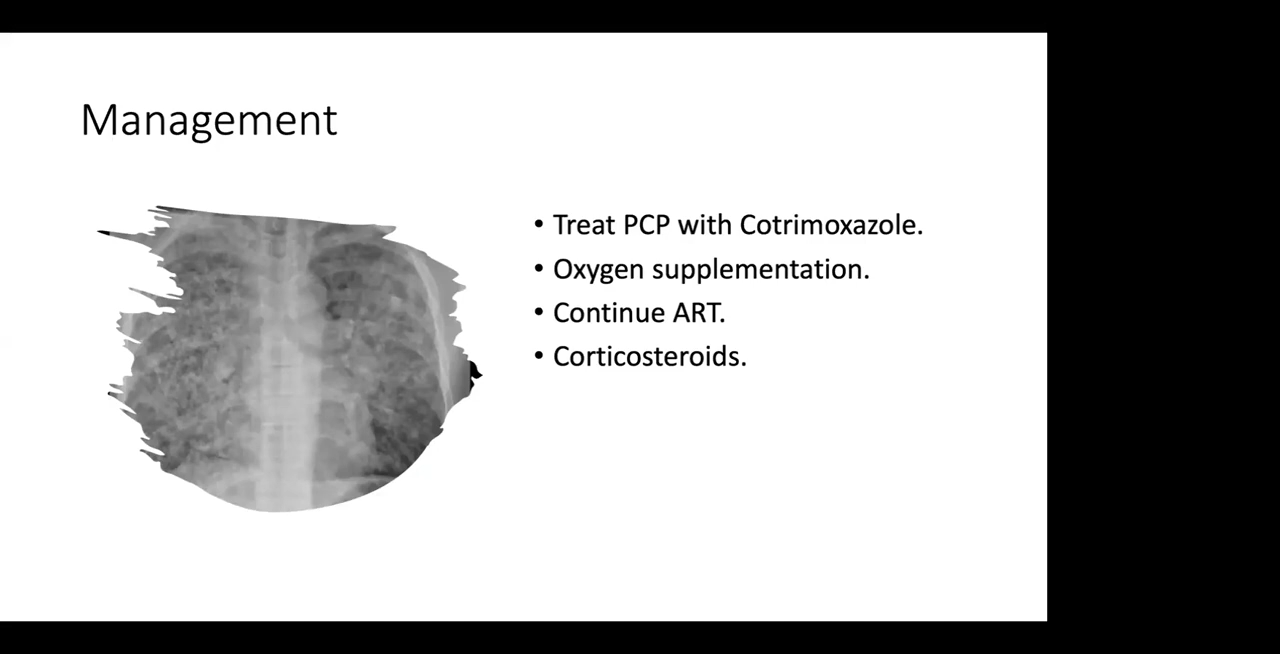 Management
• Treat PCP with Cotrimoxazole.
• Oxygen supplementation.
• Continue ART.
• Corticosteroids.